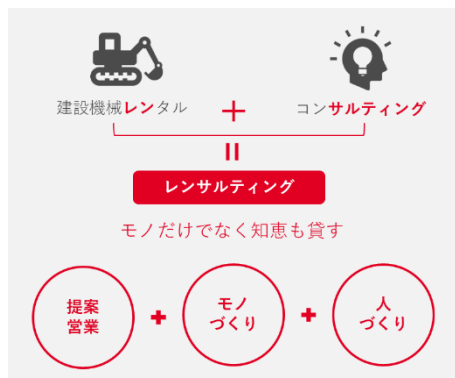 建設機械レンタル + コンサルティング
=
レンサルティング
モノだけでなく知恵も貸す
提案
営業
+
モノ
づくり
+
人
づくり